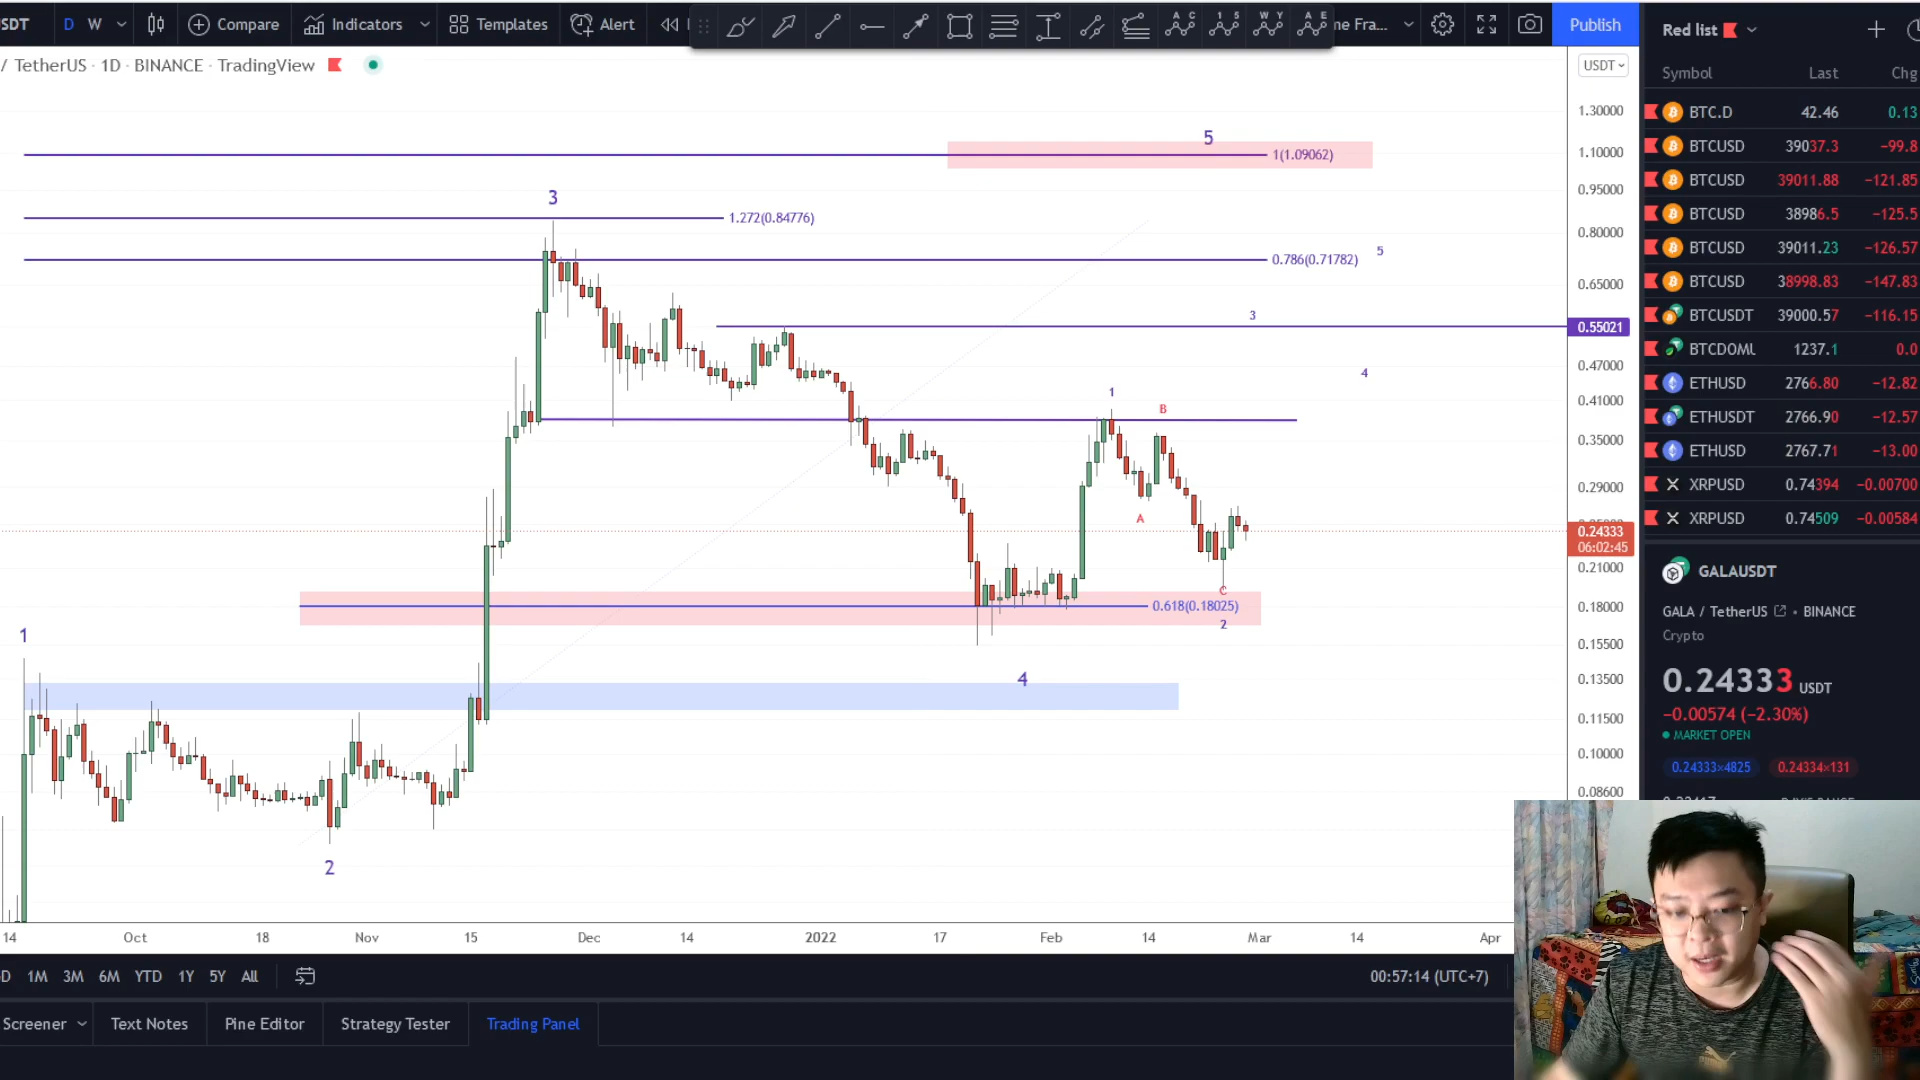 SDT D W Compare Indicators Templates Alert me Fra... Publish
/ TetherUS · 1D · BINANCE · TradingView
USDT
1.30000
1.10000
0.95000
0.80000
0.65000
0.55021
0.47000
0.41000
0.35000
0.29000
0.24333
06:02:45
0.21000
0.18000
0.15500
0.13500
0.11500
0.10000
0.08600
5
1(1.09062)
3
1.272(0.84776)
5
0.786(0.71782)
3
4
1
B
A
C
0.618(0.18025)
2
1
4
2
14 Oct 18 Nov 15 Dec 14 2022 17 Feb 14 Mar 14 Apr
D 1M 3M 6M YTD 1Y 5Y All
00:57:14 (UTC+7)
Screener Text Notes Pine Editor Strategy Tester Trading Panel
Red list
Symbol Last Chg
BTC.D 42.46 0.13
BTCUSD 39037.3 −99.8
BTCUSD 39011.88 −121.85
BTCUSD 38986.5 −125.5
BTCUSD 39011.23 −126.57
BTCUSD 38998.83 −147.83
BTCUSDT 39000.57 −116.15
BTCDOMU 1237.1 0.0
ETHUSD 2766.80 −12.82
ETHUSDT 2766.90 −12.57
ETHUSD 2767.71 −13.00
XRPUSD 0.74394 −0.00700
XRPUSD 0.74509 −0.00584
GALAUSDT
GALA / TetherUS • BINANCE
Crypto
0.24333 USDT
−0.00574 (−2.30%)
MARKET OPEN
0.24333×4825 0.24334×131